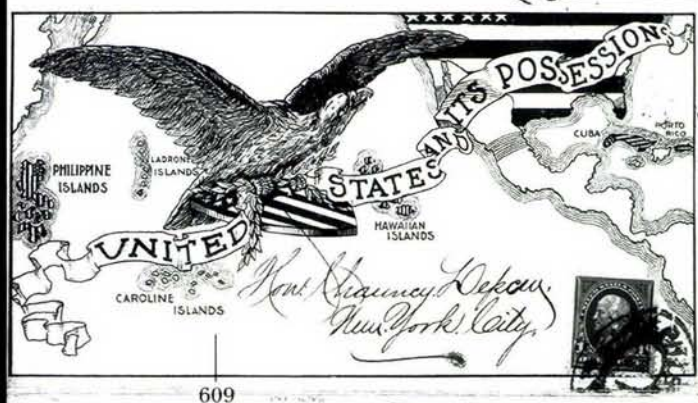 UNITED STATES AND ITS POSSESSIONS
PHILIPPINE
ISLANDS
LADRONE
ISLANDS
HAWAIIAN
ISLANDS
CAROLINE
ISLANDS
CUBA
PORTO
RICO
Hon. Chauncey Depew.
New York City.
609